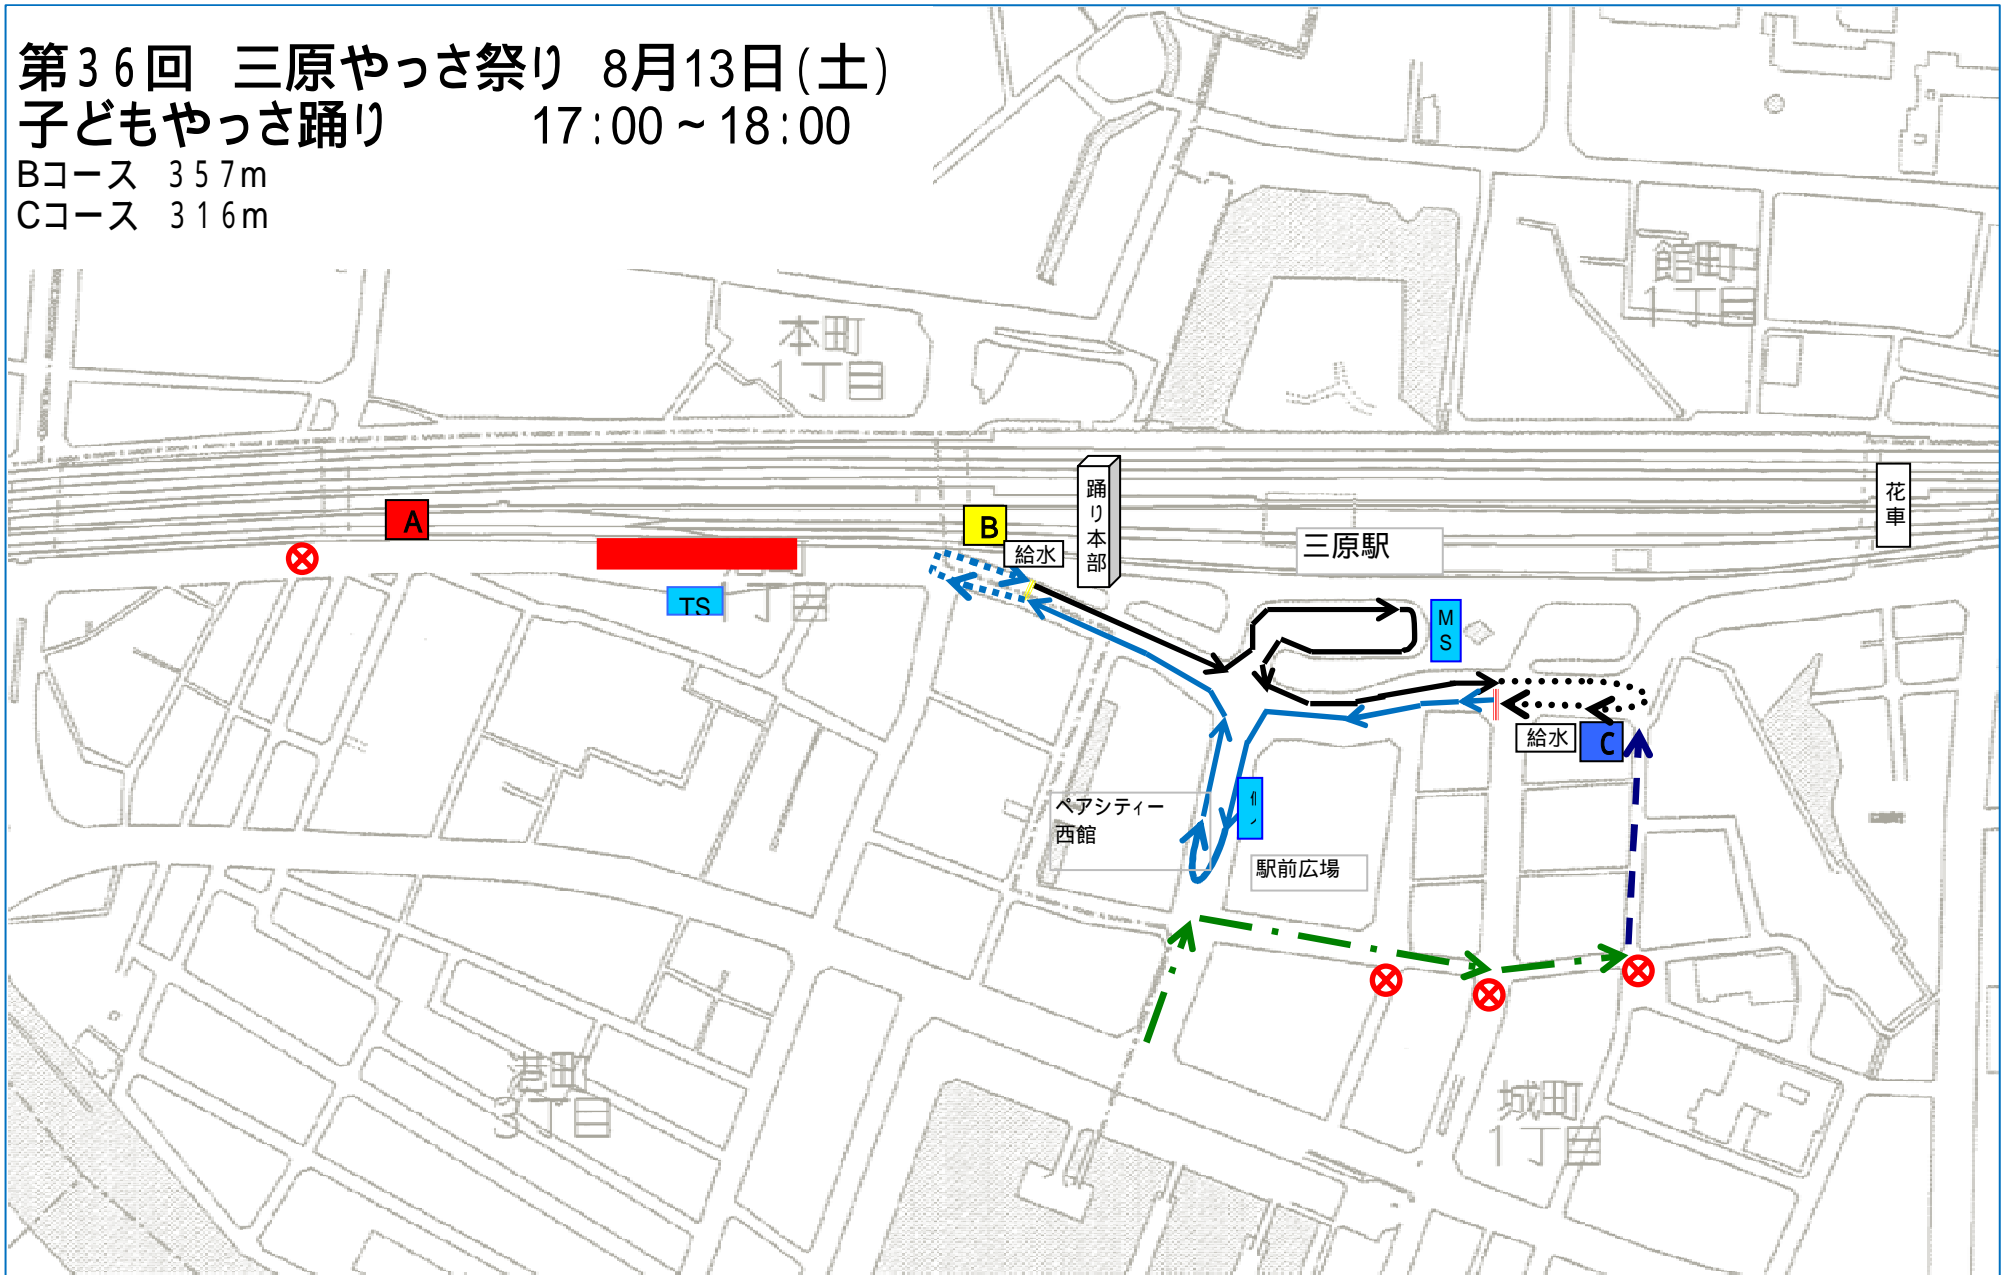 第36回 三原やっさ祭り 8月13日(土)
子どもやっさ踊り 17:00~18:00
Bコース 357m
Cコース 316m
本町
1丁目
館町
1丁目
踊り本部
花車
A
B
給水
三原駅
TS
丁目
MS
給水
C
ペアシティー
西館
駅前広場
港町
3丁目
城町
1丁目